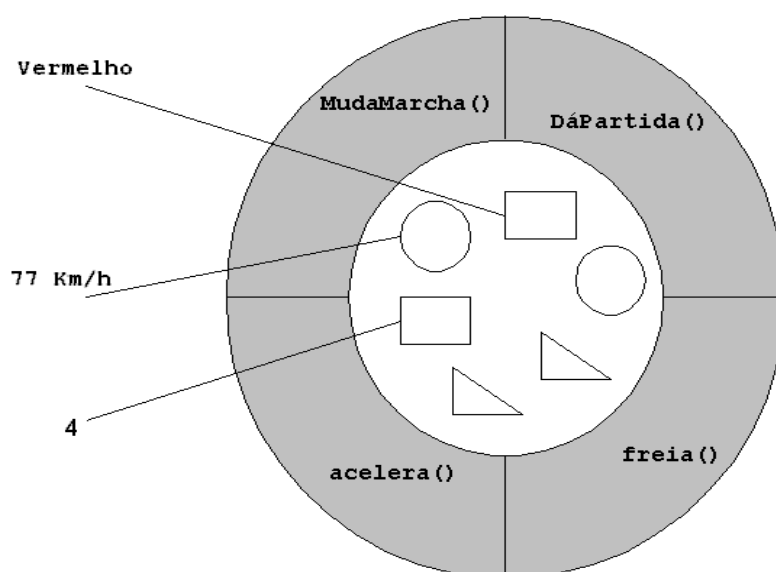 Vermelho
MudaMarcha()
DáPartida()
77 Km/h
4
acelera()
freia()